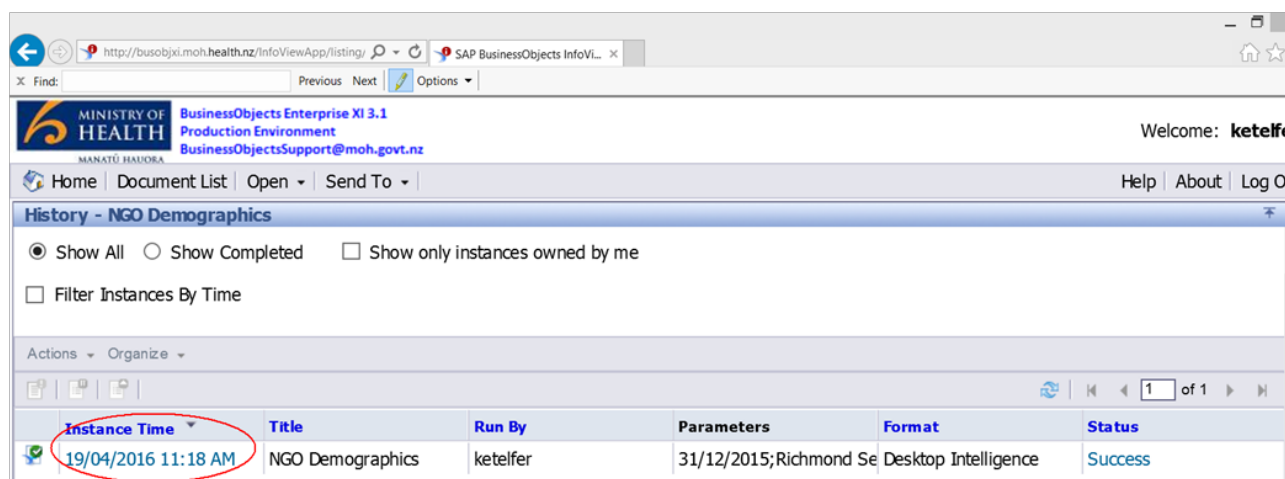 http://busobjxi.moh.health.nz/InfoViewApp/listing/ SAP BusinessObjects InfoVi...
x Find: Previous Next Options
MINISTRY OF
HEALTH
MANATŪ HAUORA
BusinessObjects Enterprise XI 3.1
Production Environment
BusinessObjectsSupport@moh.govt.nz
Welcome: ketelfe
Home Document List Open Send To Help About Log O
History - NGO Demographics
Show All Show Completed Show only instances owned by me
Filter Instances By Time
Actions Organize
1 of 1
Instance Time Title Run By Parameters Format Status
19/04/2016 11:18 AM NGO Demographics ketelfer 31/12/2015;Richmond Se Desktop Intelligence Success